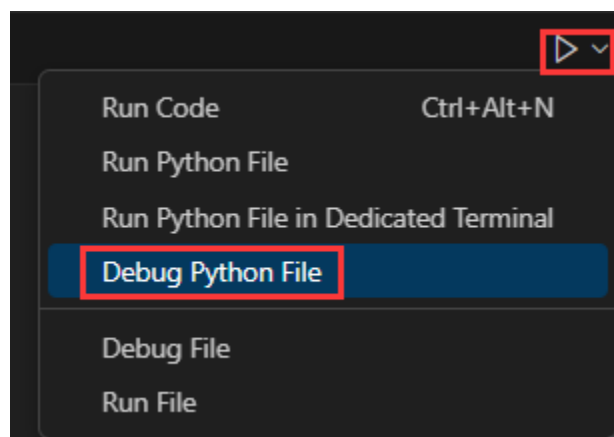 Run Code Ctrl+Alt+N
Run Python File
Run Python File in Dedicated Terminal
Debug Python File
Debug File
Run File